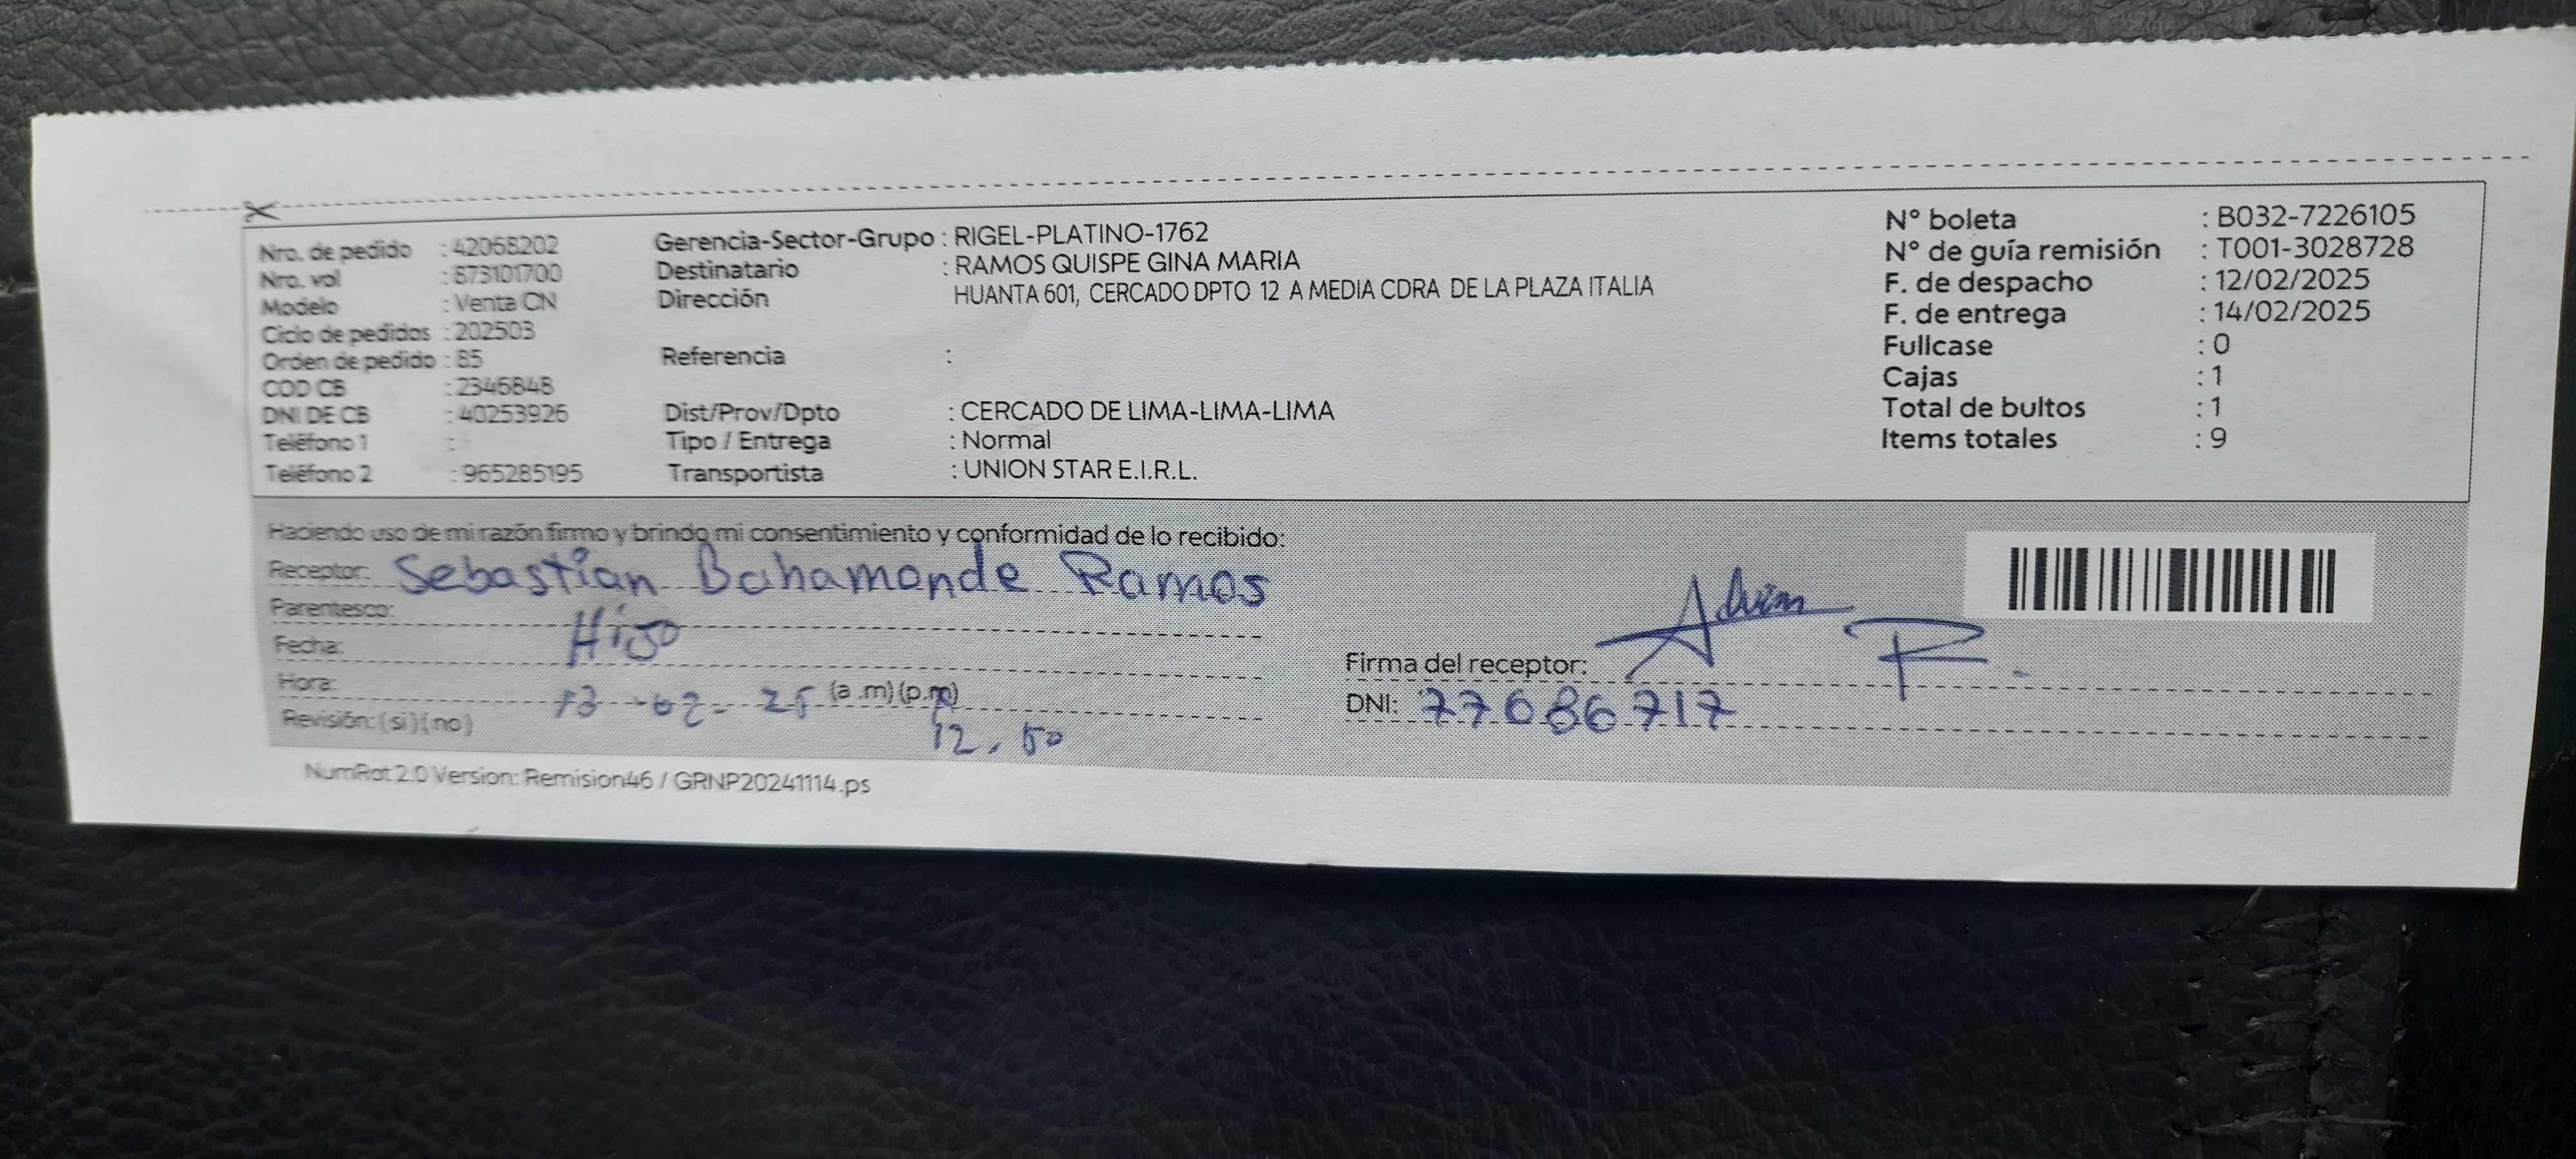 Nro. de pedido : 42068202
Nro. vol : 873101700
Modelo : Venta CN
Ciclo de pedidos : 202503
Orden de pedido : 85
COD CB : 2346848
DNI DE CB : 40253926
Teléfono 1 :
Teléfono 2 : 965285195
Gerencia-Sector-Grupo : RIGEL-PLATINO-1762
Destinatario : RAMOS QUISPE GINA MARIA
Dirección HUANTA 601, CERCADO DPTO 12 A MEDIA CDRA DE LA PLAZA ITALIA
Referencia :
Dist/Prov/Dpto : CERCADO DE LIMA-LIMA-LIMA
Tipo / Entrega : Normal
Transportista : UNION STAR E.I.R.L.
N° boleta : B032-7226105
N° de guía remisión : T001-3028728
F. de despacho : 12/02/2025
F. de entrega : 14/02/2025
Fullcase : 0
Cajas : 1
Total de bultos : 1
Items totales : 9
Haciendo uso de mi razón firmo y brindo mi consentimiento y conformidad de lo recibido:
Receptor: Sebastian Bahamonde Ramos
Parentesco:
Hijo
Fecha:
Hora: (a .m) (p.m)
13-02-25
Revisión: (si) (no)
12.50
Firma del receptor:
DNI: 77086717
NumRot 2.0 Version: Remision46 / GRNP20241114.ps